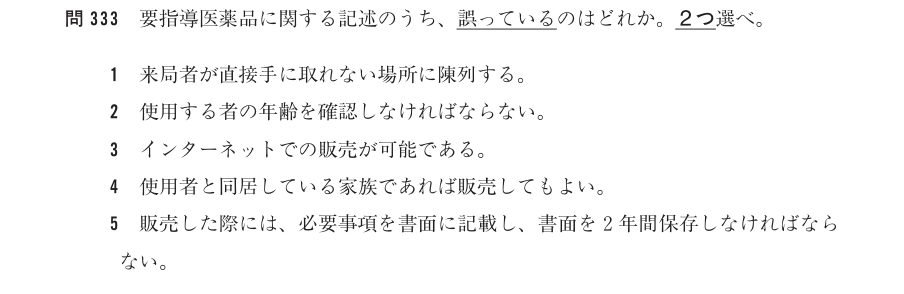 問333 要指導医薬品に関する記述のうち、誤っているのはどれか。2つ選べ。
1 来局者が直接手に取れない場所に陳列する。
2 使用する者の年齢を確認しなければならない。
3 インターネットでの販売が可能である。
4 使用者と同居している家族であれば販売してもよい。
5 販売した際には、必要事項を書面に記載し、書面を2年間保存しなければなら
ない。